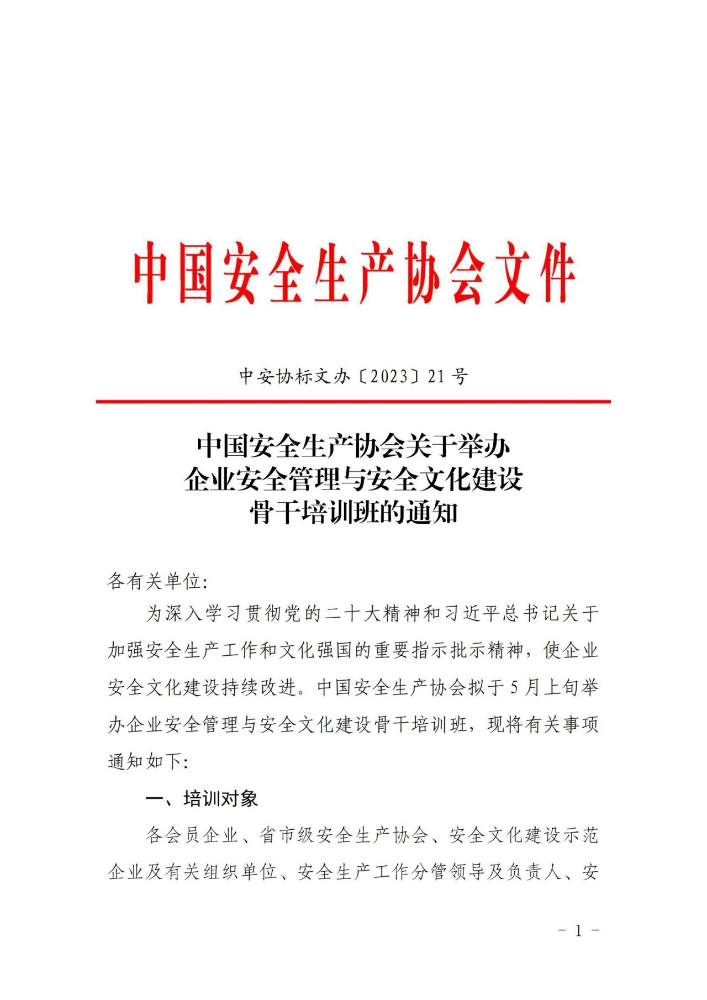 中国安全生产协会文件
中安协标文办〔2023〕21 号
中国安全生产协会关于举办
企业安全管理与安全文化建设
骨干培训班的通知
各有关单位：
为深入学习贯彻党的二十大精神和习近平总书记关于
加强安全生产工作和文化强国的重要指示批示精神，使企业
安全文化建设持续改进。中国安全生产协会拟于 5 月上旬举
办企业安全管理与安全文化建设骨干培训班，现将有关事项
通知如下：
一、培训对象
各会员企业、省市级安全生产协会、安全文化建设示范
企业及有关组织单位、安全生产工作分管领导及负责人、安
- 1 -